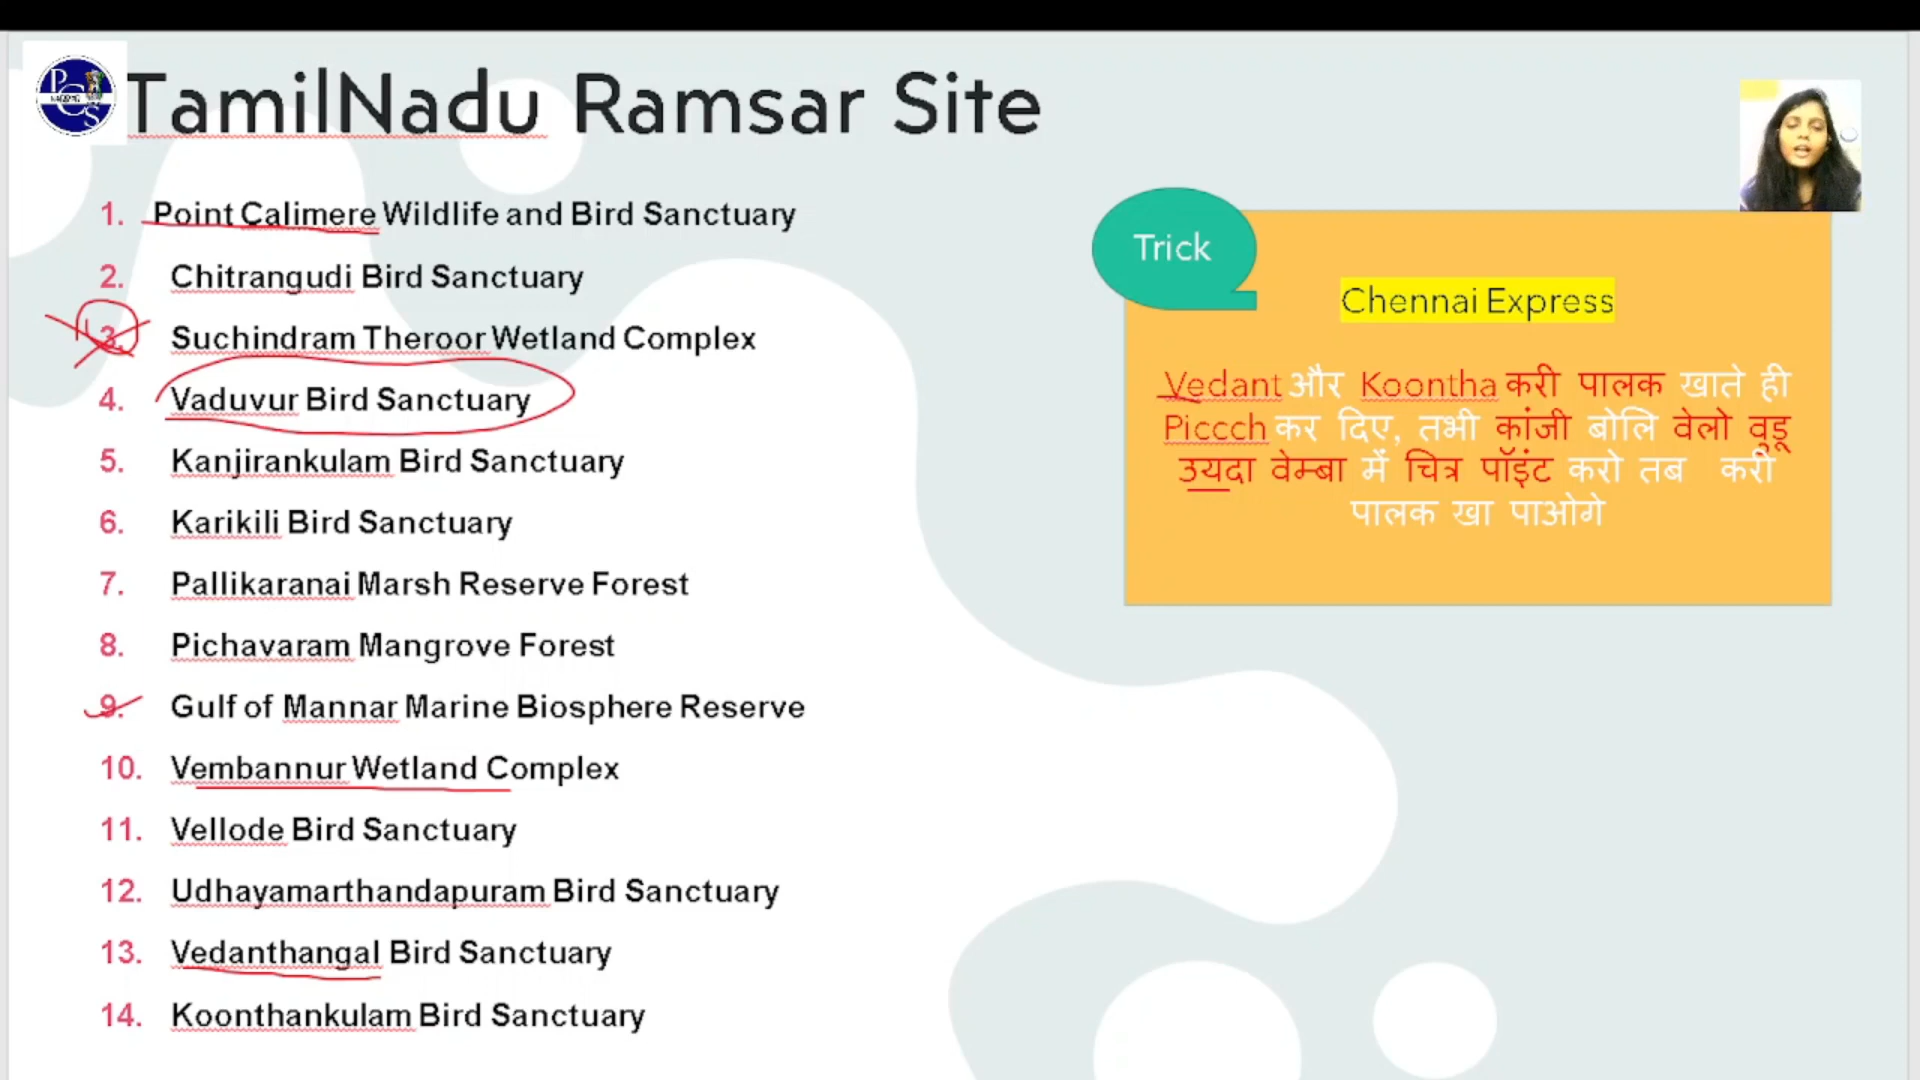 PCS
TamilNadu Ramsar Site
1. Point Calimere Wildlife and Bird Sanctuary
2. Chitrangudi Bird Sanctuary
3. Suchindram Theroor Wetland Complex
4. Vaduvur Bird Sanctuary
5. Kanjirankulam Bird Sanctuary
6. Karikili Bird Sanctuary
7. Pallikaranai Marsh Reserve Forest
8. Pichavaram Mangrove Forest
9. Gulf of Mannar Marine Biosphere Reserve
10. Vembannur Wetland Complex
11. Vellode Bird Sanctuary
12. Udhayamarthandapuram Bird Sanctuary
13. Vedanthangal Bird Sanctuary
14. Koonthankulam Bird Sanctuary
Trick
Chennai Express
Vedant और Koontha करी पालक खाते ही
Piccch कर दिए, तभी कांजी बोलि वेलो वुडू
उयदा वेम्बा में चित्र पॉइंट करो तब करी
पालक खा पाओगे